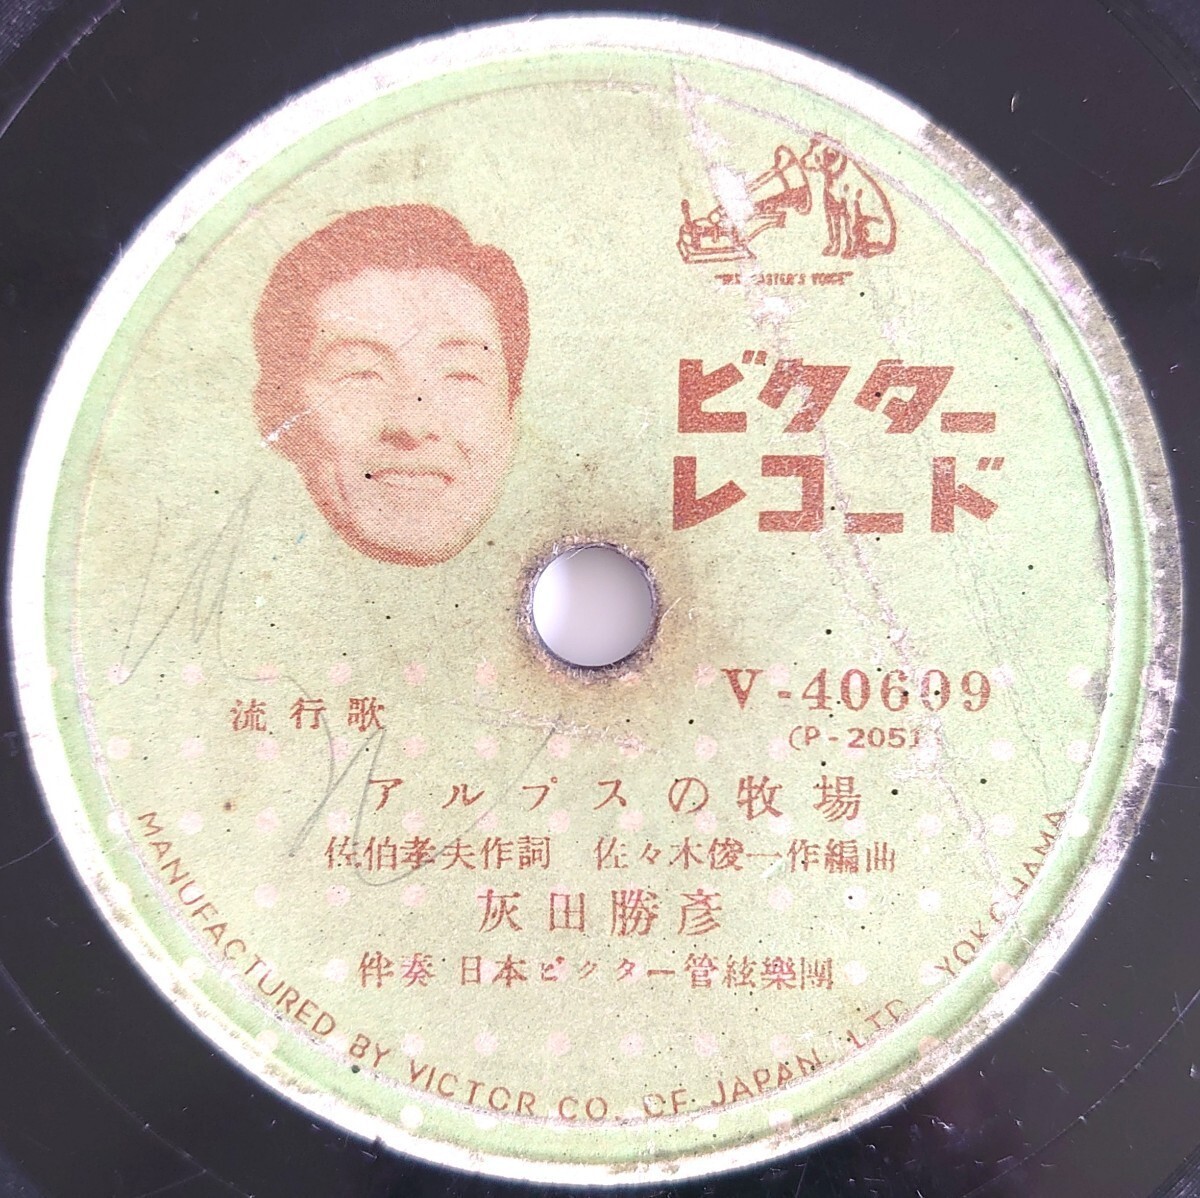 "HIS MASTER'S VOICE"
ビクター
レコード
V-40609
(P-2051)
流行歌
アルプスの牧場
佐伯孝夫作詞 佐々木俊一作編曲
灰田勝彦
伴奏 日本ビクター管絃樂團
MANUFACTURED BY VICTOR CO. OF JAPAN, LTD. YOKOHAMA